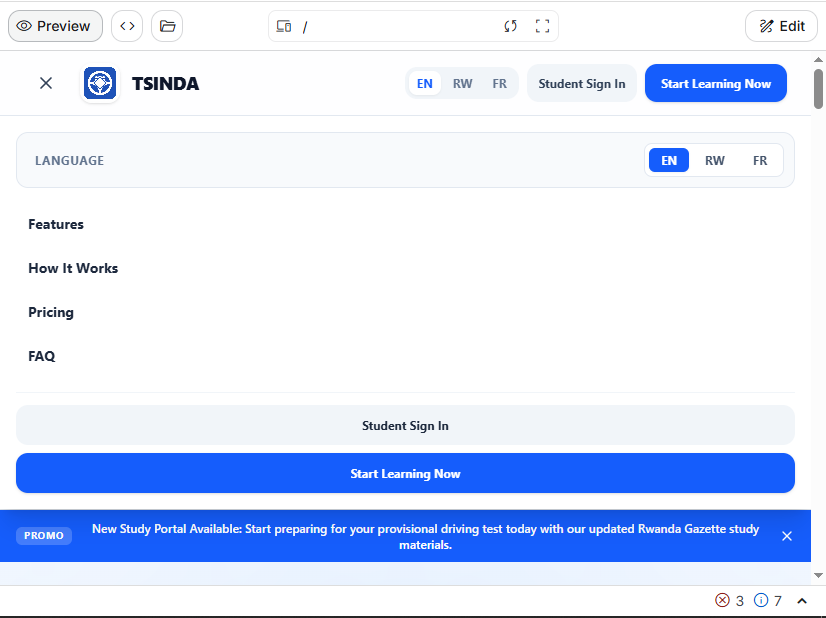 Preview
/
Edit
TSINDA
EN RW FR
Student Sign In
Start Learning Now
LANGUAGE
EN RW FR
Features
How It Works
Pricing
FAQ
Student Sign In
Start Learning Now
PROMO
New Study Portal Available: Start preparing for your provisional driving test today with our updated Rwanda Gazette study
materials.
3
7